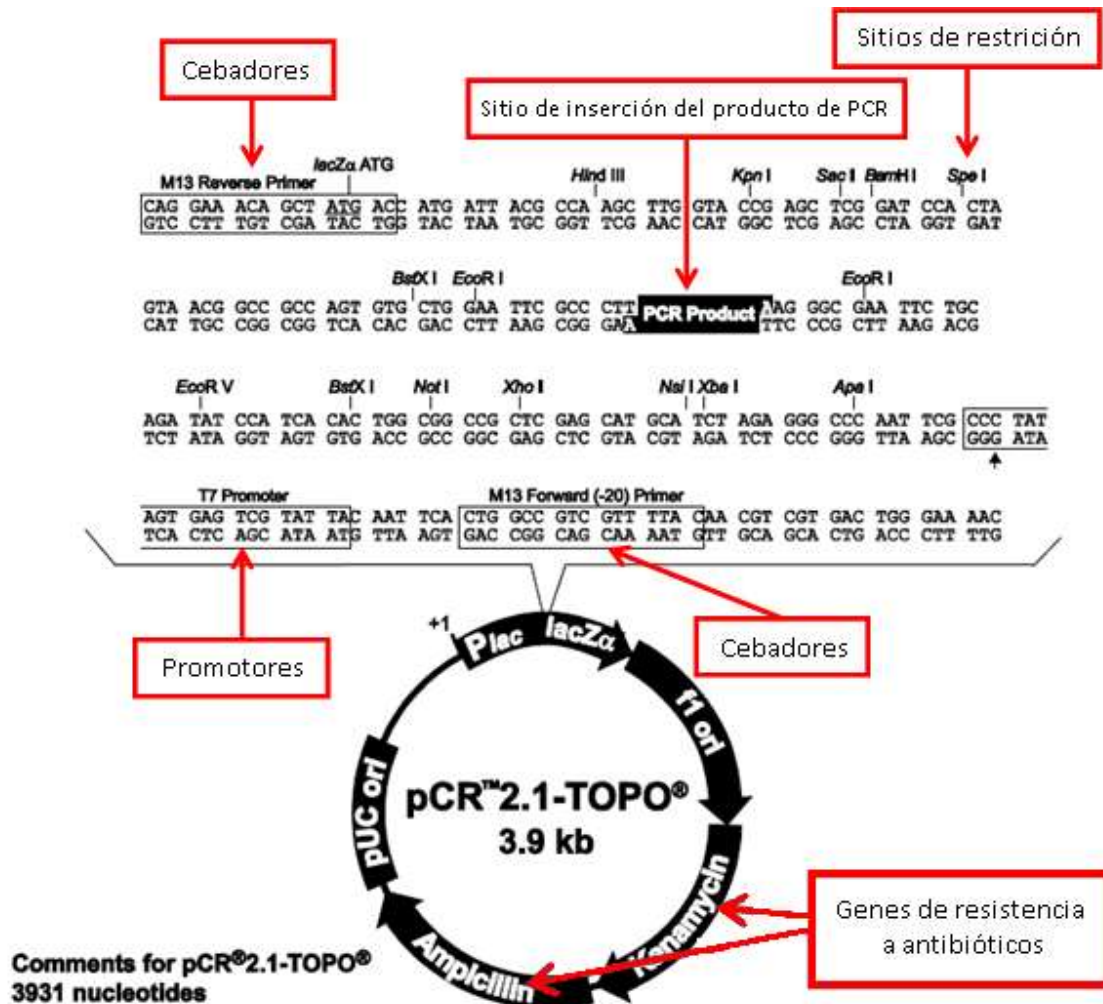 Sitios de restrición
Cebadores
Sitio de inserción del producto de PCR
M13 Reverse Primer
lacZα ATG
Hind III
Kpn I
Sac I
BamH I
Spe I
CAG GAA ACA GCT ATG ACC ATG ATT ACG CCA AGC TTG GTA CCG AGC TCG GAT CCA CTA
GTC CTT TGT CGA TAC TGG TAC TAA TGC GGT TCG AAC CAT GGC TCG AGC CTA GGT GAT
BstX I
EcoR I
EcoR I
GTA ACG GCC GCC AGT GTG CTG GAA TTC GCC CTT PCR Product AAG GGC GAA TTC TGC
CAT TGC CGG CGG TCA CAC GAC CTT AAG CGG GAA TTC CCG CTT AAG ACG
EcoR V
BstX I
Not I
Xho I
Nsi I
Xba I
Apa I
AGA TAT CCA TCA CAC TGG CGG CCG CTC GAG CAT GCA TCT AGA GGG CCC AAT TCG CCC TAT
TCT ATA GGT AGT GTG ACC GCC GGC GAG CTC GTA CGT AGA TCT CCC GGG TTA AGC GGG ATA
T7 Promoter
M13 Forward (-20) Primer
AGT GAG TCG TAT TAC AAT TCA CTG GCC GTC GTT TTA CAA CGT CGT GAC TGG GAA AAC
TCA CTC AGC ATA ATG TTA AGT GAC CGG CAG CAA AAT GTT GCA GCA CTG ACC CTT TTG
Promotores
Cebadores
+1
Plac
lacZα
f1 ori
pUC ori
pCR™2.1-TOPO®
3.9 kb
Kanamycin
Ampicillin
Genes de resistencia
a antibióticos
Comments for pCR®2.1-TOPO®
3931 nucleotides